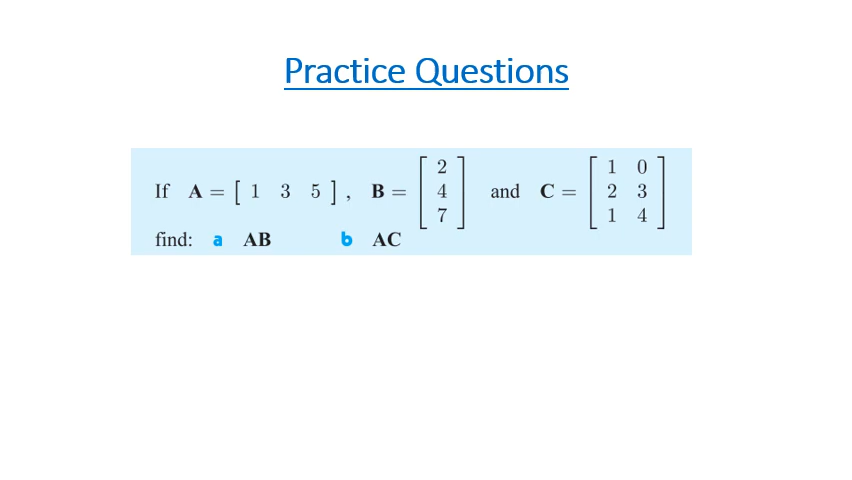 Practice Questions
If A = [ 1 3 5 ] , B = [ 2 4 7 ] and C = [ 1 0 2 3 1 4 ]
find: a AB b AC